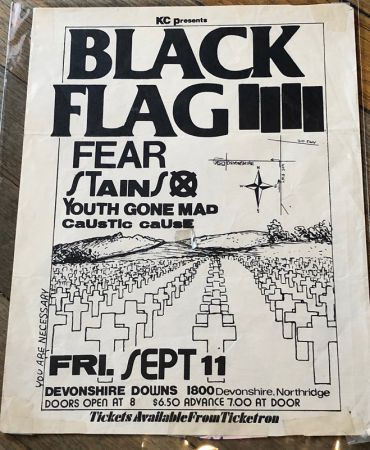 KC presents
BLACK
FLAG
FEAR
STAINS
YOUTH GONE MAD
CaUSTIC caUSE
DEVONSHIRE
N
YOU ARE NECESSARY
FRI. SEPT 11
DEVONSHIRE DOWNS 1800 Devonshire, Northridge
DOORS OPEN AT 8 $6.50 ADVANCE 7.00 AT DOOR
Tickets Available From Ticketron